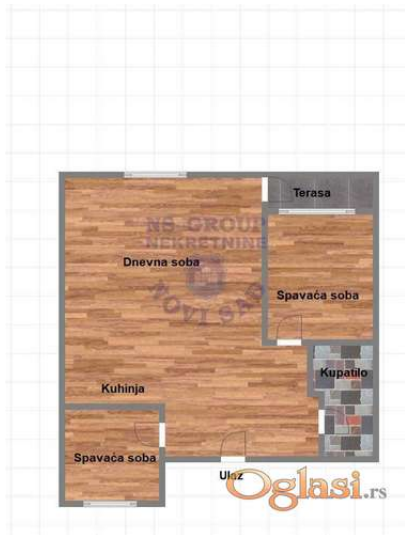 Terasa
NS-GROUP
NEKRETNINE
Dnevna soba
NOVI SAD
Spavaća soba
Kupatilo
Kuhinja
Spavaća soba
Ulaz
Oglasi.rs